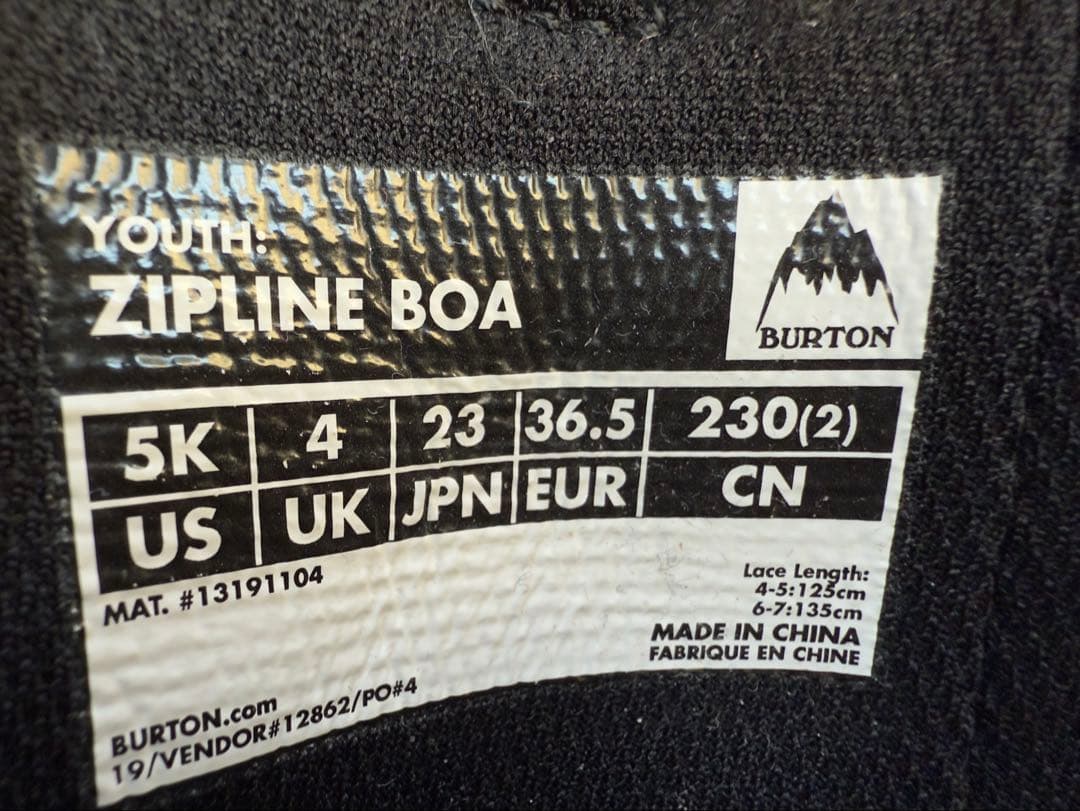 YOUTH:
ZIPLINE BOA
BURTON
5K 4 23 36.5 230(2)
US UK JPN EUR CN
MAT. #13191104
Lace Length:
4-5:125cm
6-7:135cm
MADE IN CHINA
FABRIQUE EN CHINE
BURTON.com
19/VENDOR#12862/PO#4